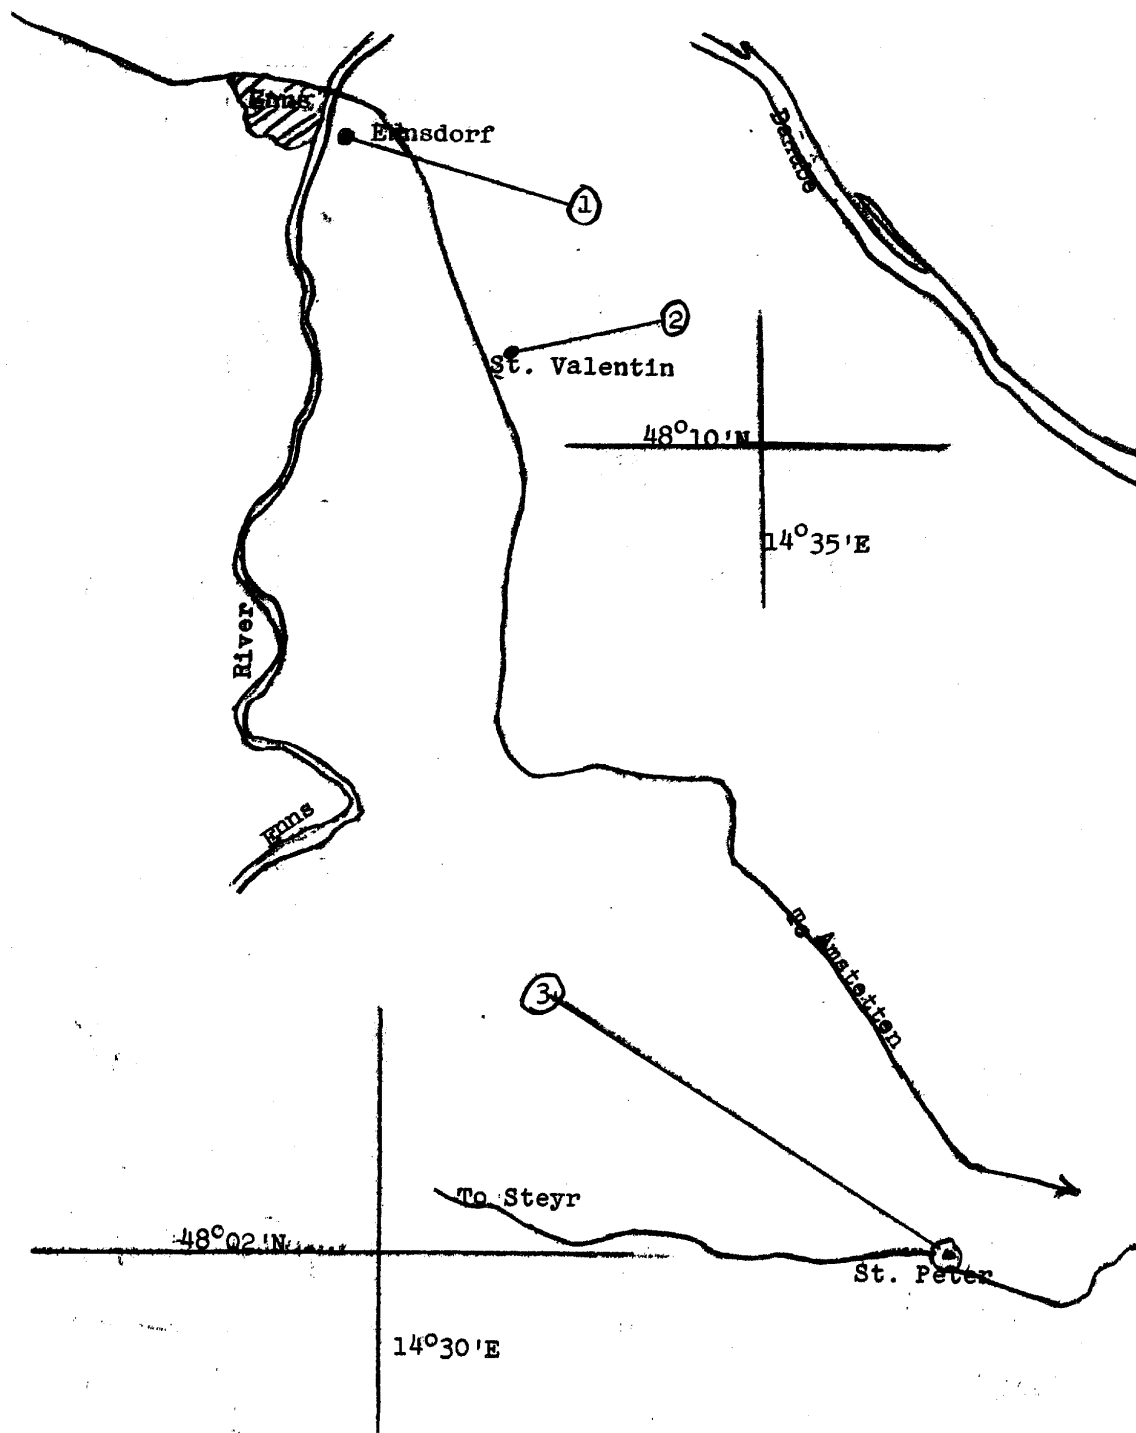 Enns
Ennsdorf
Danube
1
2
St. Valentin
48°10'N
14°35'E
River
Enns
To Amstetten
3
To Steyr
48°02'N
St. Peter
14°30'E